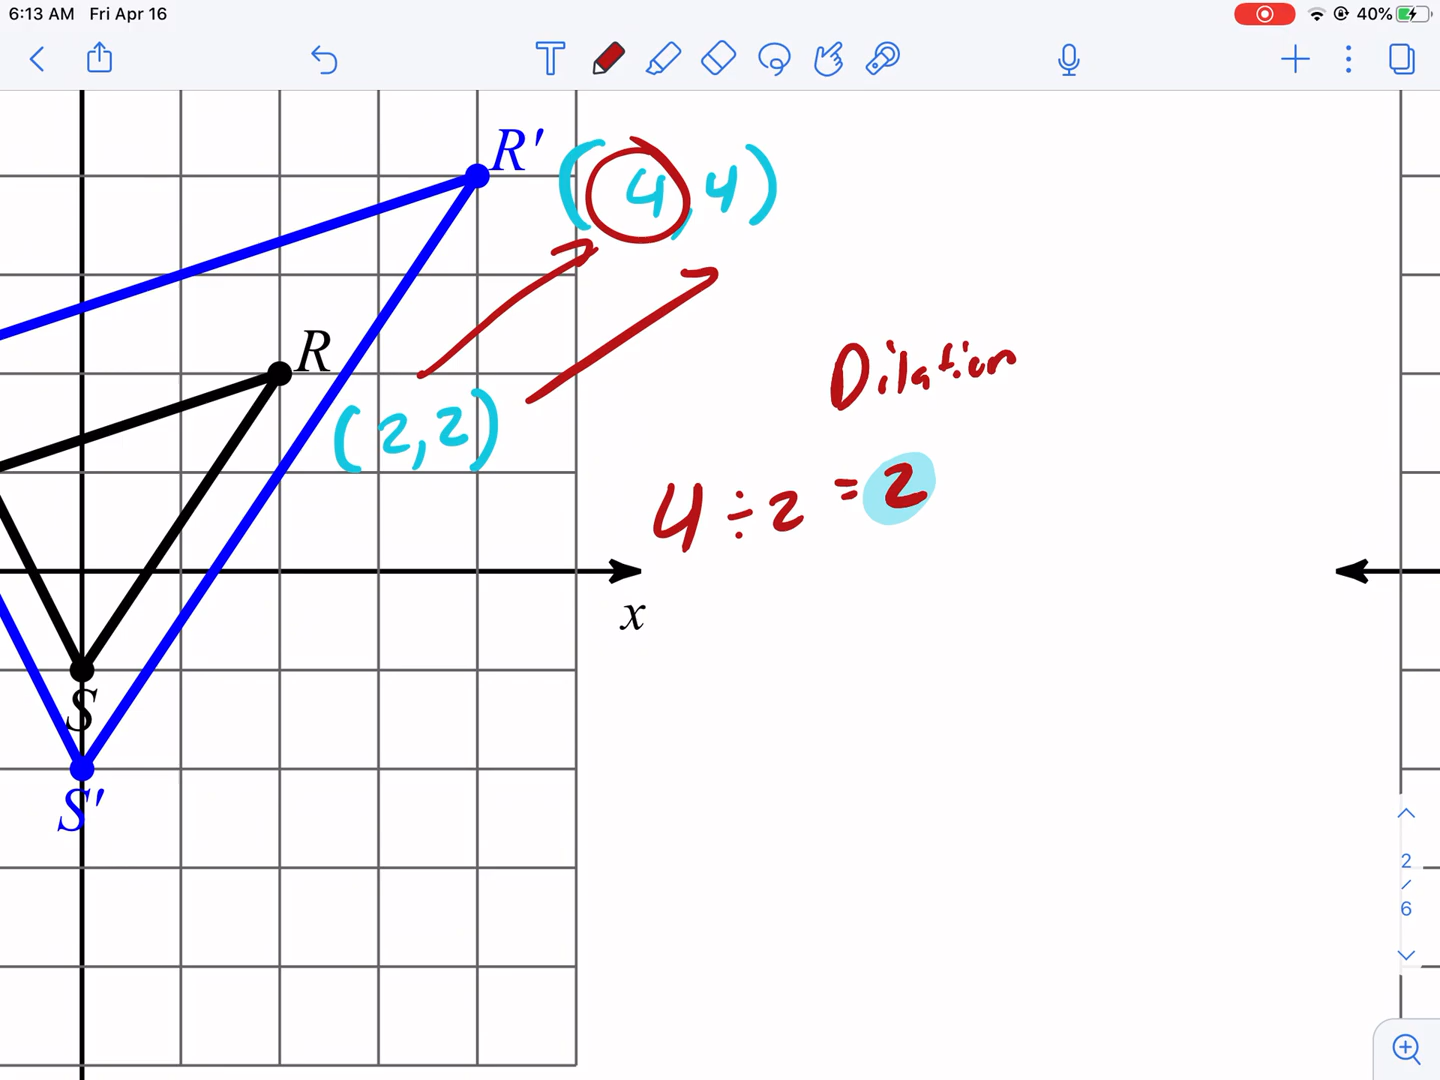 6:13 AM Fri Apr 16
40%
T
R'
(4,4)
R
(2,2)
Dilation
4 ÷ 2 = 2
x
S
S'
2
/
6